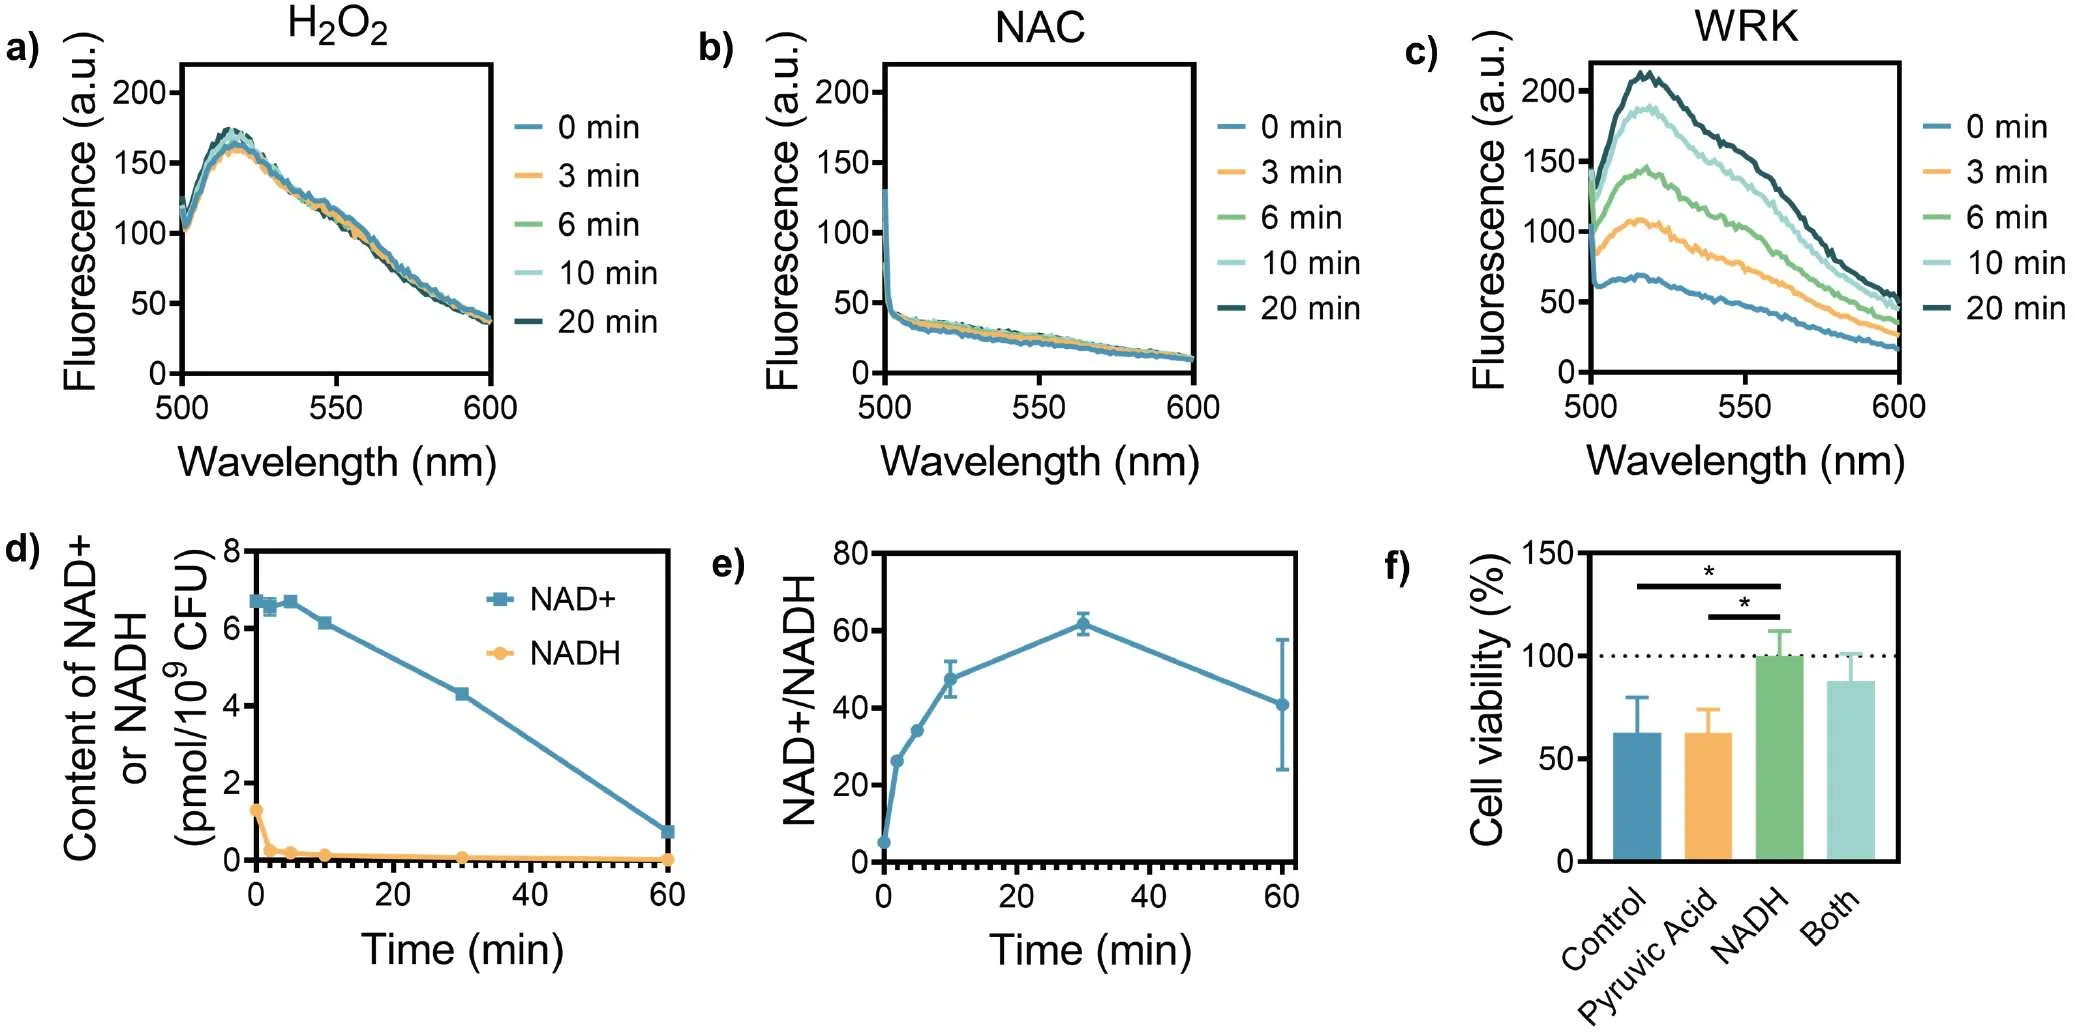 a)
H₂O₂
Fluorescence (a.u.)
200
150
100
50
0
500
550
600
Wavelength (nm)
0 min
3 min
6 min
10 min
20 min
b)
NAC
Fluorescence (a.u.)
200
150
100
50
0
500
550
600
Wavelength (nm)
0 min
3 min
6 min
10 min
20 min
c)
WRK
Fluorescence (a.u.)
200
150
100
50
0
500
550
600
Wavelength (nm)
0 min
3 min
6 min
10 min
20 min
d)
Content of NAD+
or NADH
(pmol/10⁹ CFU)
8
6
4
2
0
0
20
40
60
Time (min)
NAD+
NADH
e)
NAD+/NADH
80
60
40
20
0
0
20
40
60
Time (min)
f)
Cell viability (%)
150
100
50
0
*
*
Control
Pyruvic Acid
NADH
Both